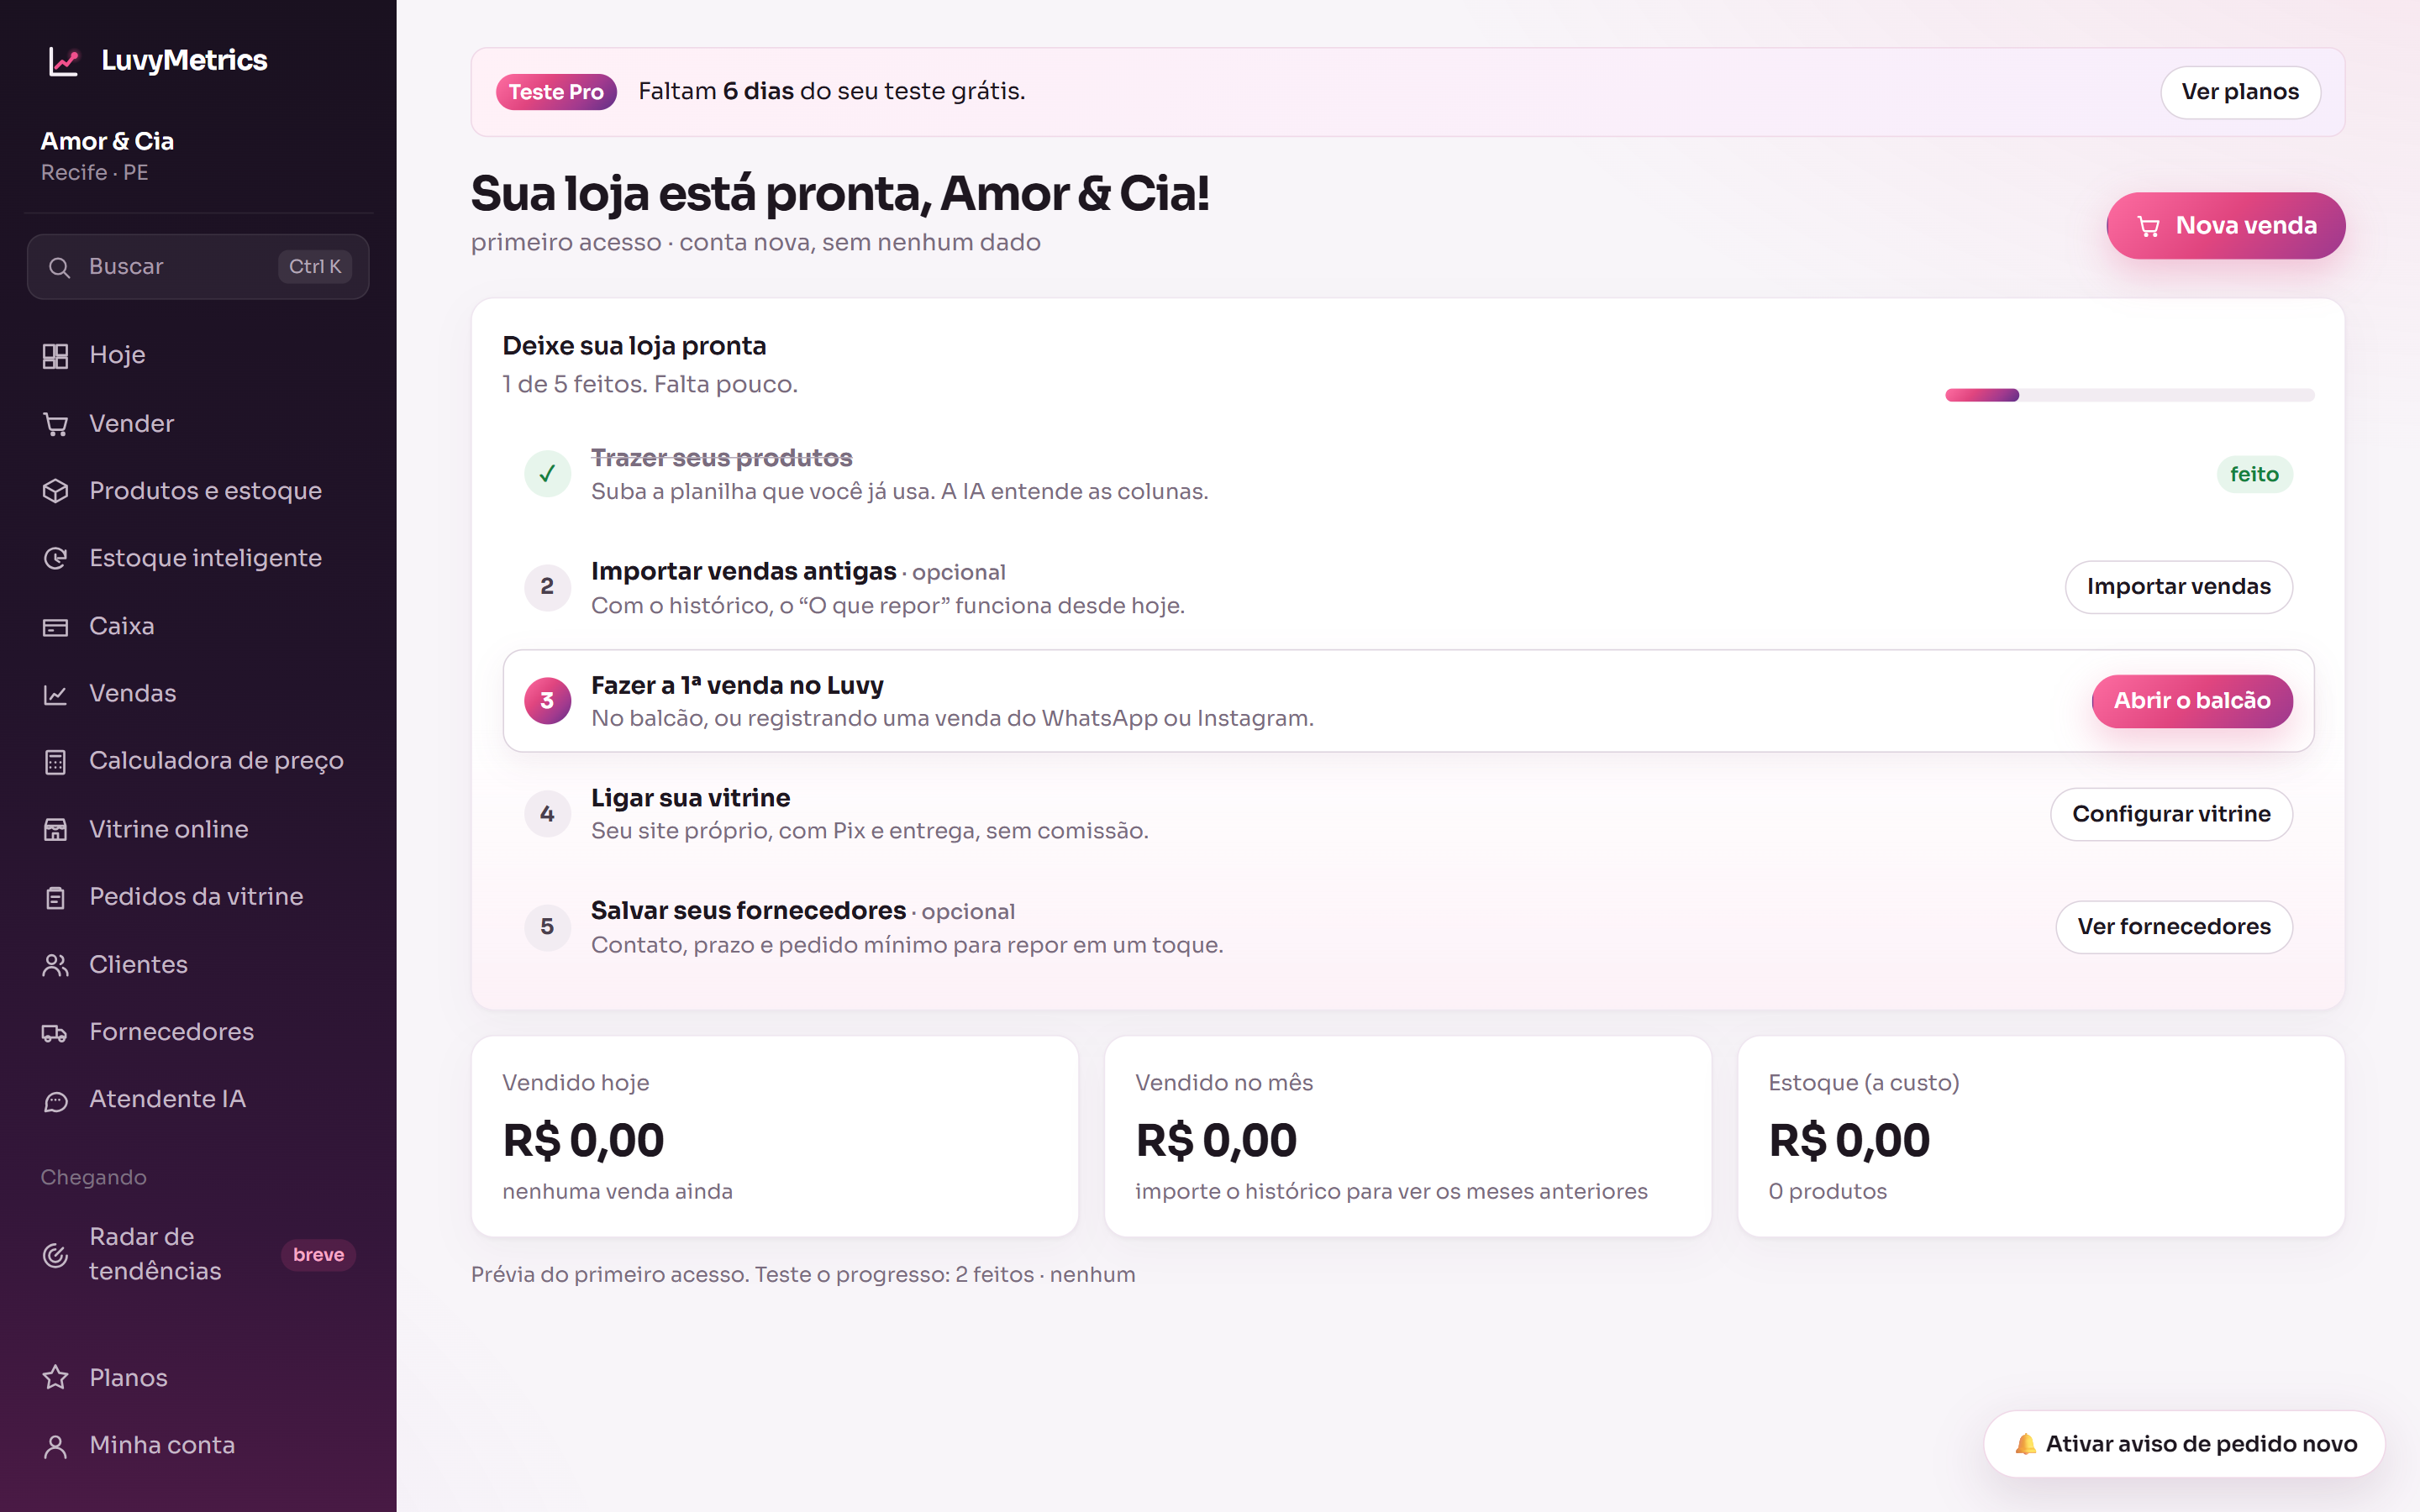 LuvyMetrics
Amor & Cia
Recife · PE
Buscar
Ctrl K
Hoje
Vender
Produtos e estoque
Estoque inteligente
Caixa
Vendas
Calculadora de preço
Vitrine online
Pedidos da vitrine
Clientes
Fornecedores
Atendente IA
Chegando
Radar de
tendências
breve
Planos
Minha conta
Teste Pro
Faltam 6 dias do seu teste grátis.
Ver planos
Sua loja está pronta, Amor & Cia!
primeiro acesso · conta nova, sem nenhum dado
Nova venda
Deixe sua loja pronta
1 de 5 feitos. Falta pouco.
✓ Trazer seus produtos
Suba a planilha que você já usa. A IA entende as colunas.
feito
2 Importar vendas antigas · opcional
Com o histórico, o “O que repor” funciona desde hoje.
Importar vendas
3 Fazer a 1ª venda no Luvy
No balcão, ou registrando uma venda do WhatsApp ou Instagram.
Abrir o balcão
4 Ligar sua vitrine
Seu site próprio, com Pix e entrega, sem comissão.
Configurar vitrine
5 Salvar seus fornecedores · opcional
Contato, prazo e pedido mínimo para repor em um toque.
Ver fornecedores
Vendido hoje
R$ 0,00
nenhuma venda ainda
Vendido no mês
R$ 0,00
importe o histórico para ver os meses anteriores
Estoque (a custo)
R$ 0,00
0 produtos
Prévia do primeiro acesso. Teste o progresso: 2 feitos · nenhum
🔔 Ativar aviso de pedido novo